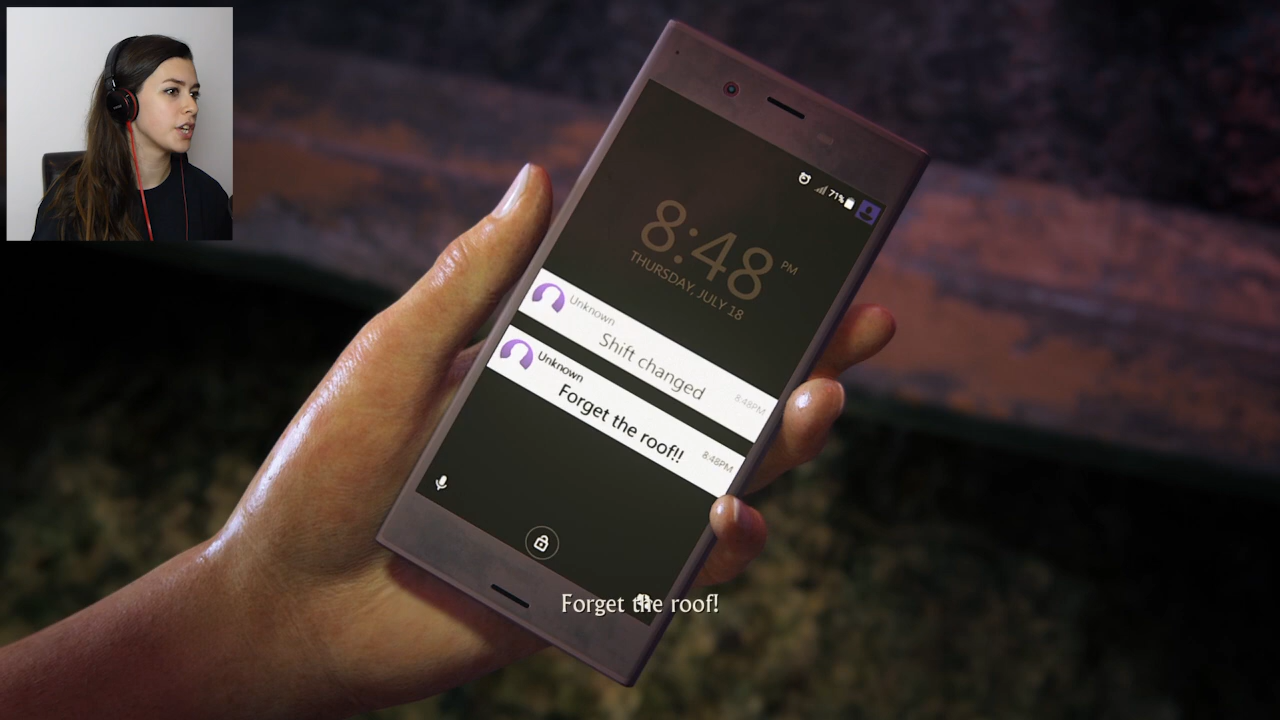 71%
8:48 PM
THURSDAY, JULY 18
Unknown
Shift changed
8:48PM
Unknown
Forget the roof!!
8:48PM
Forget the roof!